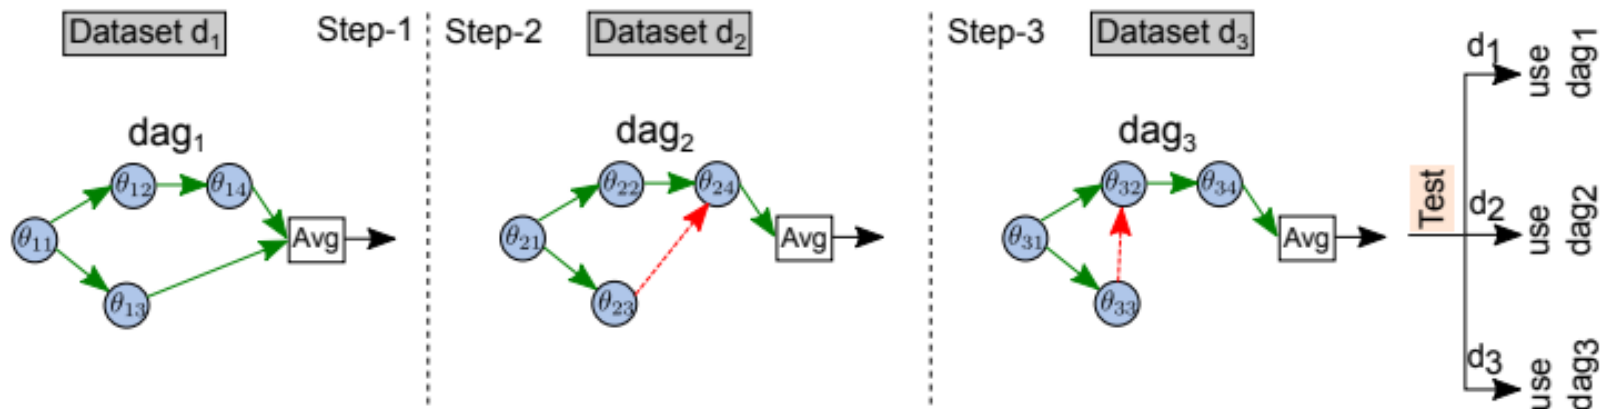 Dataset d₁
Step-1
Step-2
Dataset d₂
Step-3
Dataset d₃
dag₁
θ₁₂
θ₁₄
θ₁₁
Avg
θ₁₃
dag₂
θ₂₂
θ₂₄
θ₂₁
Avg
θ₂₃
dag₃
θ₃₂
θ₃₄
θ₃₁
Avg
θ₃₃
Test
d₁
use
dag1
d₂
use
dag₂
d₃
use
dag₃